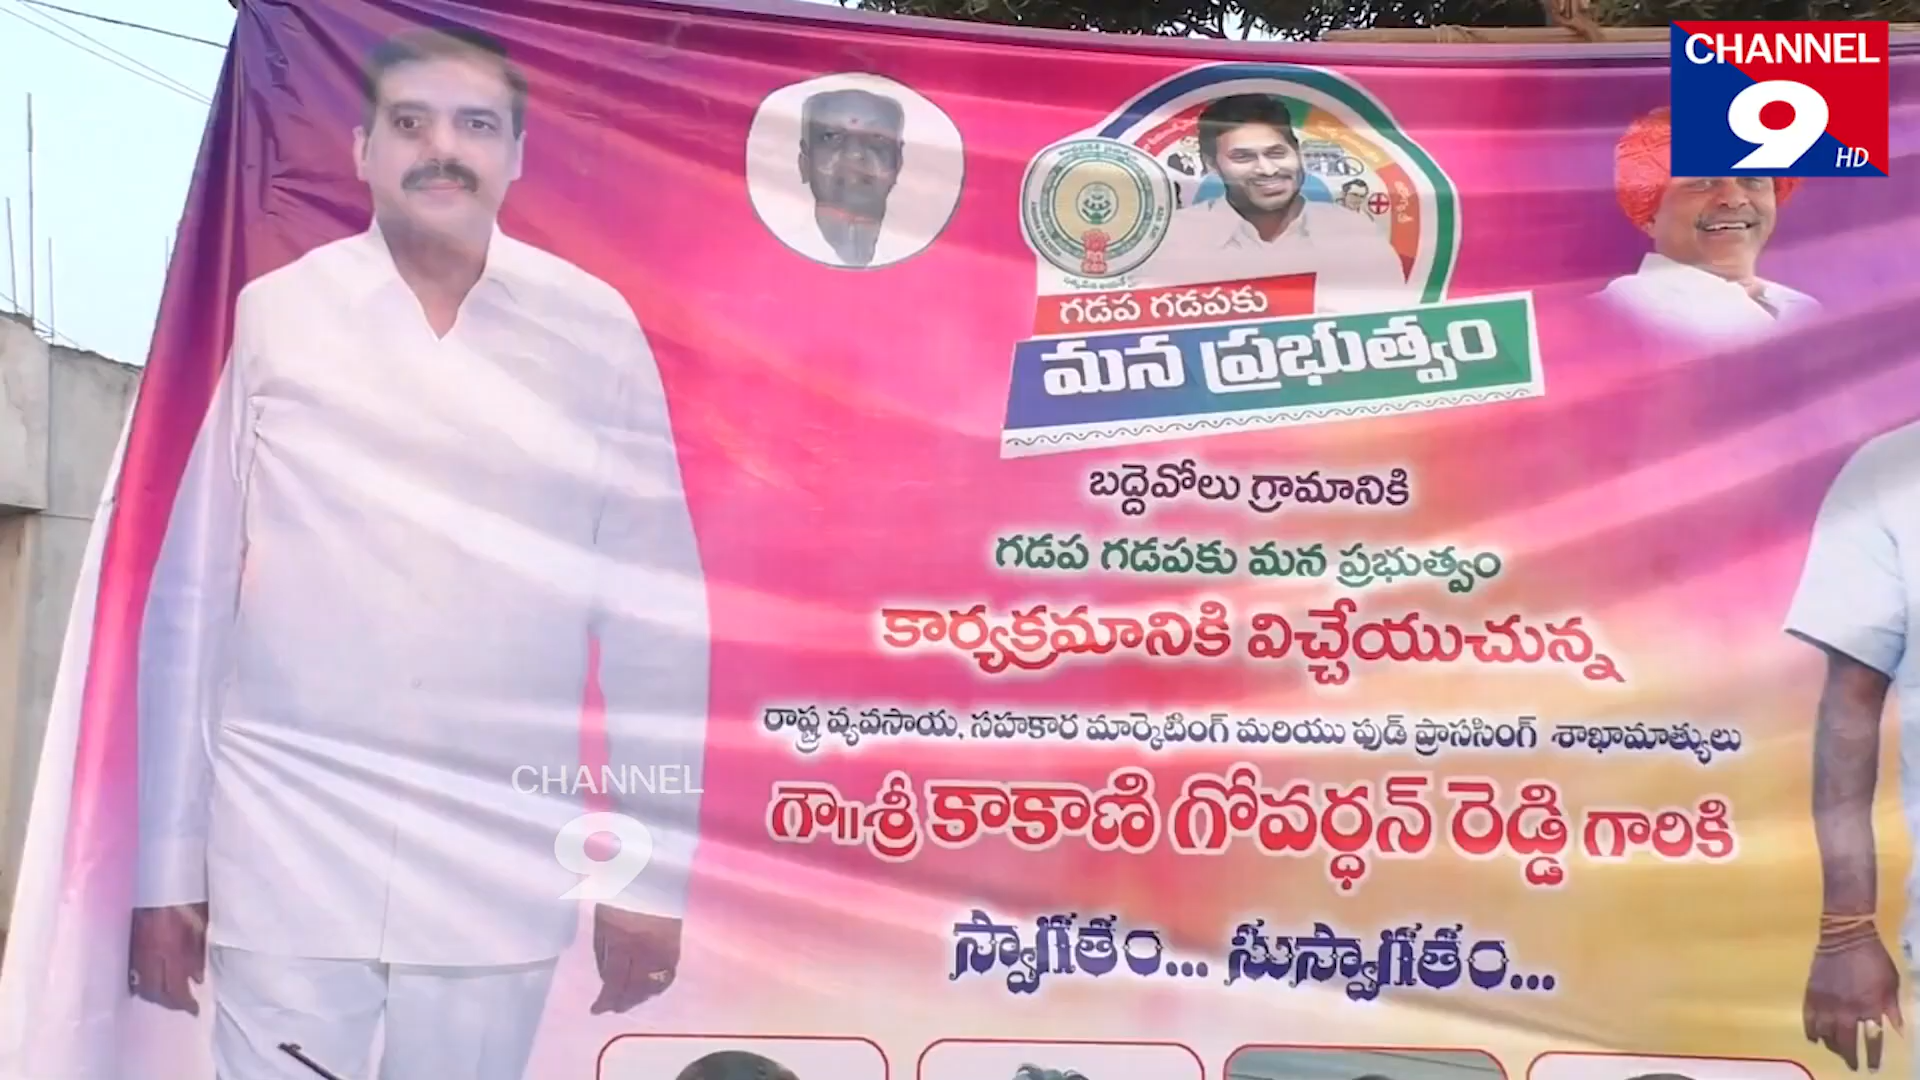 CHANNEL
9
HD
గడప గడపకు
మన ప్రభుత్వం
బద్దెవోలు గ్రామానికి
గడప గడపకు మన ప్రభుత్వం
కార్యక్రమానికి విచ్చేయుచున్న
రాష్ట్ర వ్యవసాయ, సహకార మార్కెటింగ్ మరియు ఫుడ్ ప్రాససింగ్ శాఖామాత్యులు
గౌ॥శ్రీ కాకాణి గోవర్ధన్ రెడ్డి గారికి
CHANNEL
9
స్వాగతం... సుస్వాగతం...